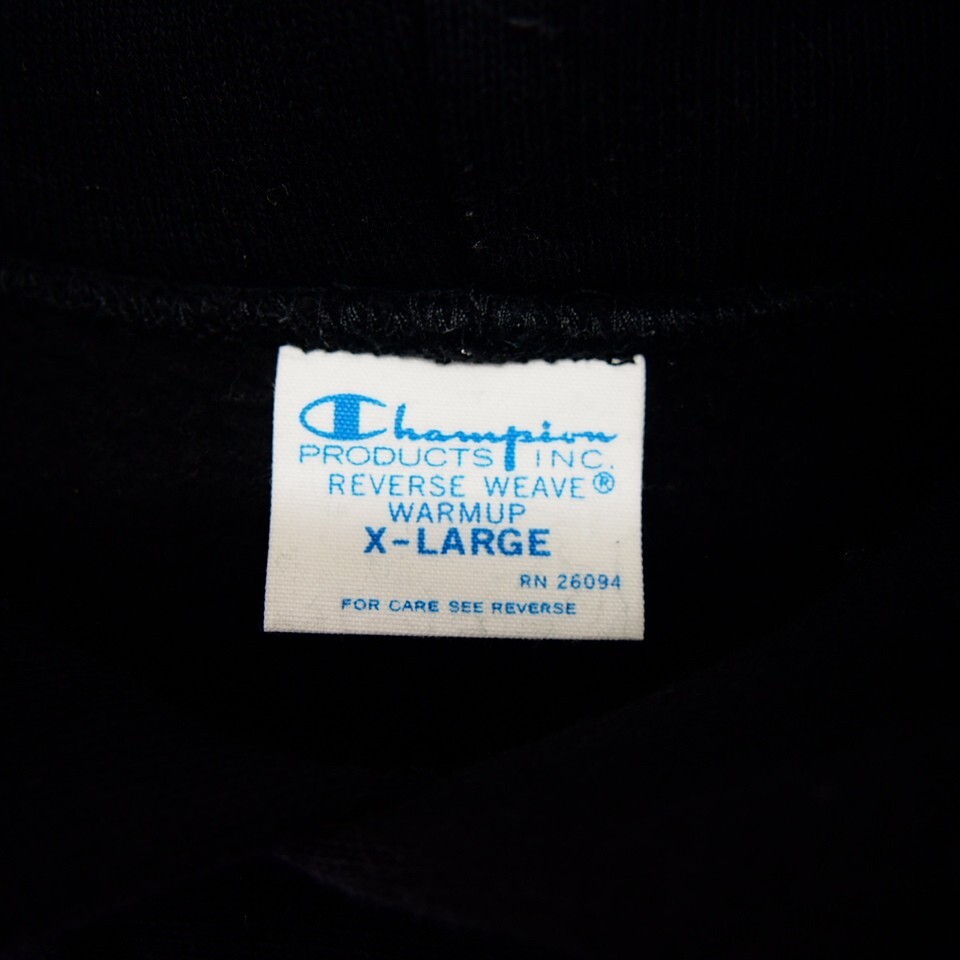 Champion
PRODUCTS INC.
REVERSE WEAVE®
WARMUP
X-LARGE
RN 26094
FOR CARE SEE REVERSE